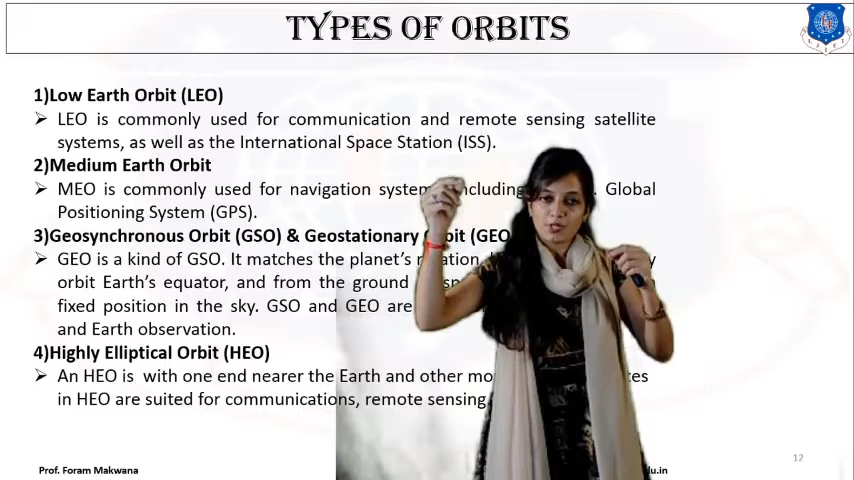 TYPES OF ORBITS
1)Low Earth Orbit (LEO)
➢ LEO is commonly used for communication and remote sensing satellite
systems, as well as the International Space Station (ISS).
2)Medium Earth Orbit
➢ MEO is commonly used for navigation system including Global
Positioning System (GPS).
3)Geosynchronous Orbit (GSO) & Geostationary bit (GEO
➢ GEO is a kind of GSO. It matches the planet's
orbit Earth's equator, and from the ground
fixed position in the sky. GSO and GEO are
and Earth observation.
4)Highly Elliptical Orbit (HEO)
➢ An HEO is with one end nearer the Earth and other
in HEO are suited for communications, remote sensing
12
Prof. Foram Makwana
du.in